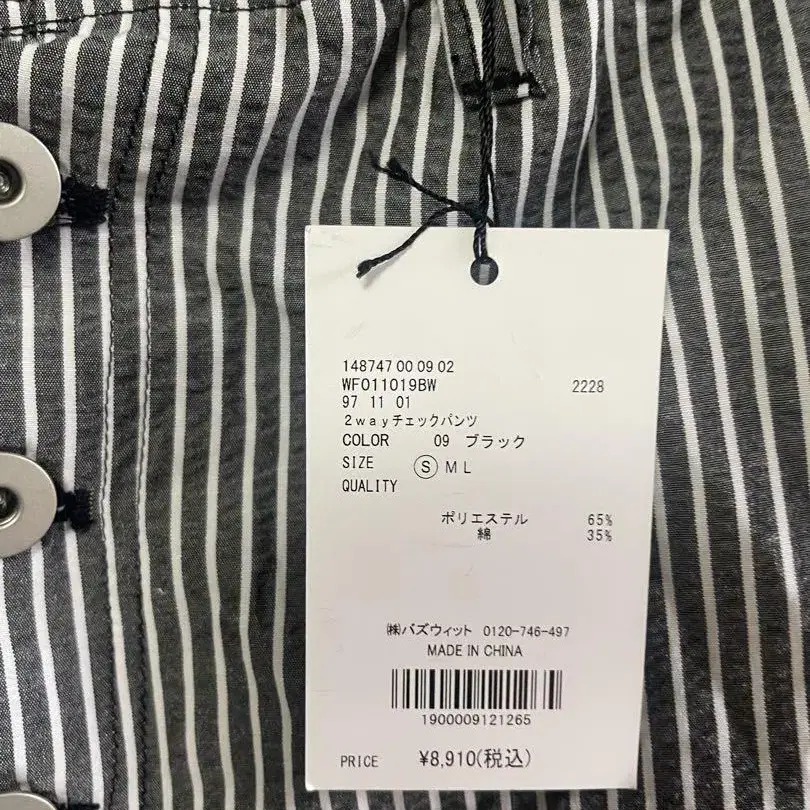 148747 00 09 02
WF011019BW 2228
97 11 01
2wayチェックパンツ
COLOR 09 ブラック
SIZE Ⓢ M L
QUALITY
ポリエステル 65%
綿 35%
㈱バズウィット 0120-746-497
MADE IN CHINA
1900009121265
PRICE ¥8,910(税込)